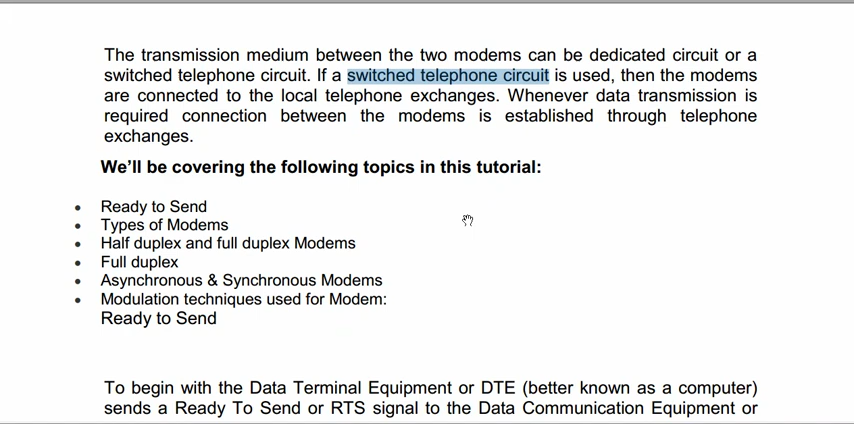 The transmission medium between the two modems can be dedicated circuit or a
switched telephone circuit. If a switched telephone circuit is used, then the modems
are connected to the local telephone exchanges. Whenever data transmission is
required connection between the modems is established through telephone
exchanges.
We’ll be covering the following topics in this tutorial:
• Ready to Send
• Types of Modems
• Half duplex and full duplex Modems
• Full duplex
• Asynchronous & Synchronous Modems
• Modulation techniques used for Modem:
Ready to Send
To begin with the Data Terminal Equipment or DTE (better known as a computer)
sends a Ready To Send or RTS signal to the Data Communication Equipment or